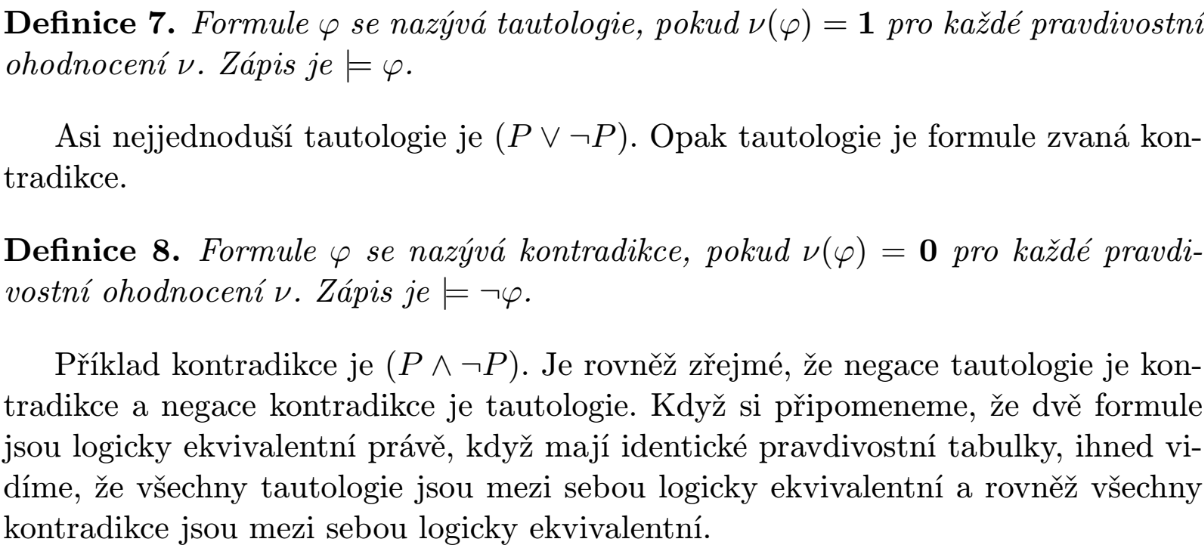 Definice 7. Formule φ se nazývá tautologie, pokud ν(φ) = 1 pro každé pravdivostní
ohodnocení ν. Zápis je ⊨ φ.
Asi nejjednoduší tautologie je (P ∨ ¬P). Opak tautologie je formule zvaná kon-
tradikce.
Definice 8. Formule φ se nazývá kontradikce, pokud ν(φ) = 0 pro každé pravdi-
vostní ohodnocení ν. Zápis je ⊨ ¬φ.
Příklad kontradikce je (P ∧ ¬P). Je rovněž zřejmé, že negace tautologie je kon-
tradikce a negace kontradikce je tautologie. Když si připomeneme, že dvě formule
jsou logicky ekvivalentní právě, když mají identické pravdivostní tabulky, ihned vi-
díme, že všechny tautologie jsou mezi sebou logicky ekvivalentní a rovněž všechny
kontradikce jsou mezi sebou logicky ekvivalentní.